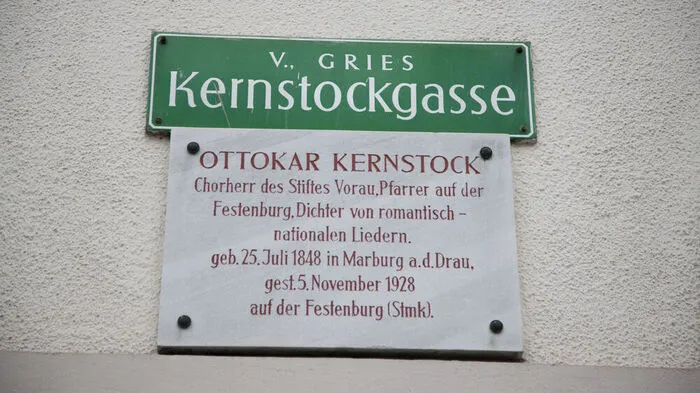 V., GRIES
Kernstockgasse
OTTOKAR KERNSTOCK
Chorherr des Stiftes Vorau, Pfarrer auf der
Festenburg, Dichter von romantisch -
nationalen Liedern.
geb. 25. Juli 1848 in Marburg a.d. Drau,
gest. 5. November 1928
auf der Festenburg (Stmk).